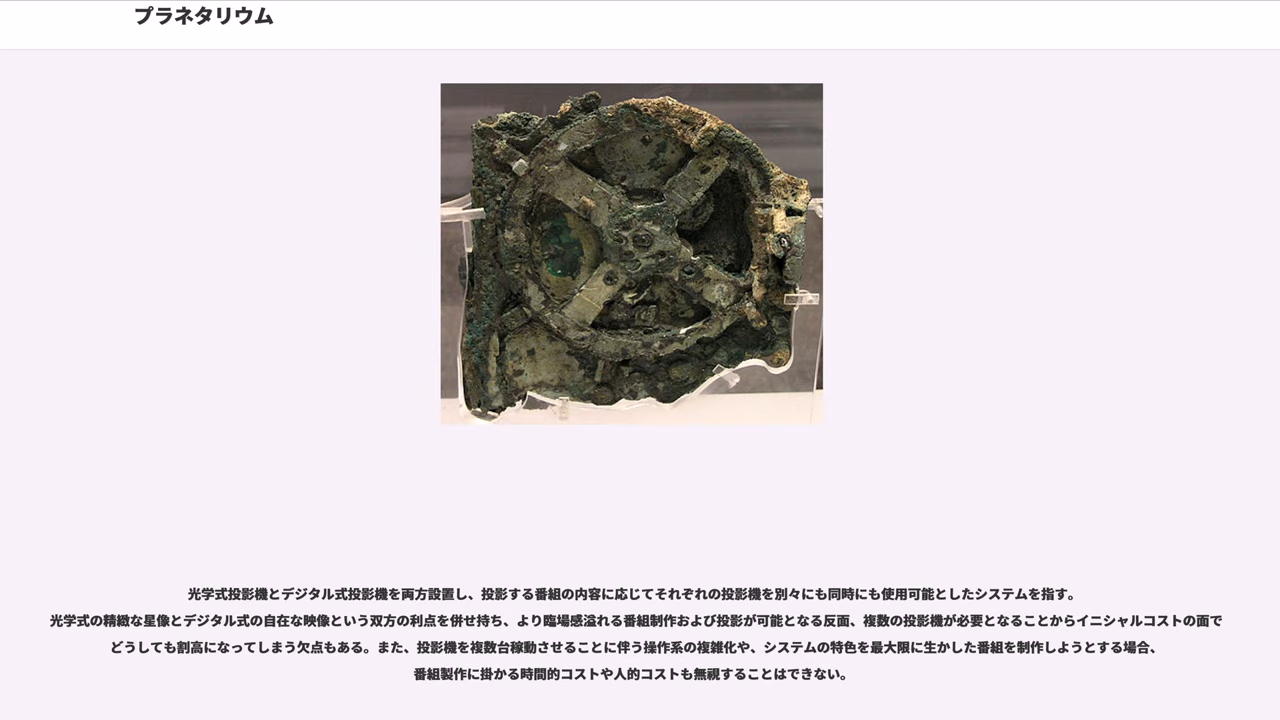 プラネタリウム
光学式投影機とデジタル式投影機を両方設置し、投影する番組の内容に応じてそれぞれの投影機を別々にも同時にも使用可能としたシステムを指す。
光学式の精緻な星像とデジタル式の自在な映像という双方の利点を併せ持ち、より臨場感溢れる番組制作および投影が可能となる反面、複数の投影機が必要となることからイニシャルコストの面で
どうしても割高になってしまう欠点もある。また、投影機を複数台稼動させることに伴う操作系の複雑化や、システムの特色を最大限に生かした番組を制作しようとする場合、
番組製作に掛かる時間的コストや人的コストも無視することはできない。